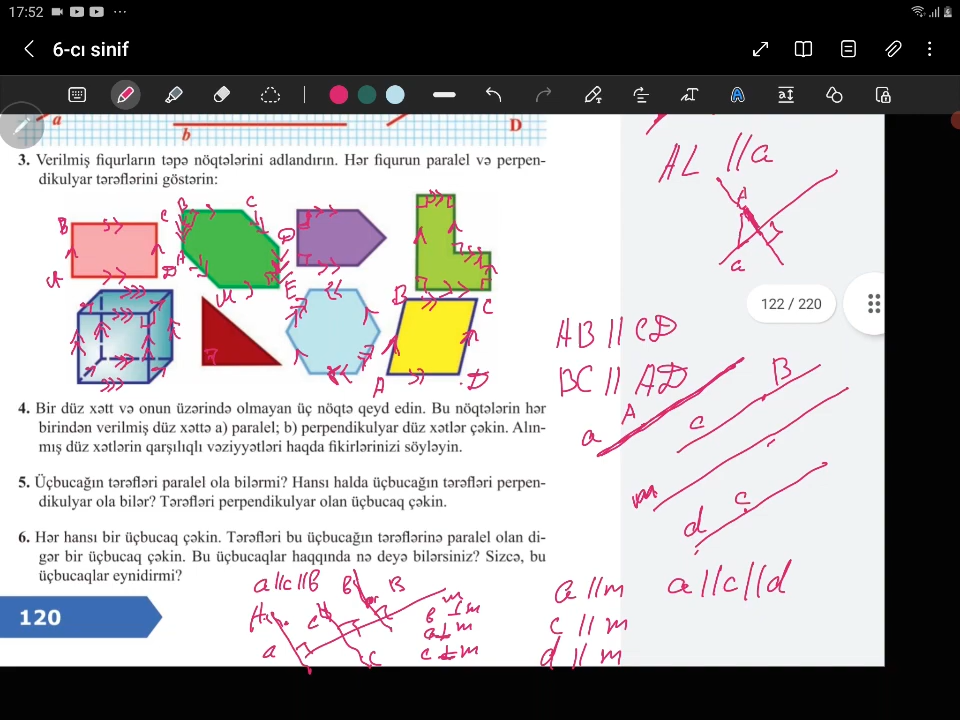 17:52
6-cı sinif
a
b
D
3. Verilmiş fiqurların təpə nöqtələrini adlandırın. Hər fiqurun paralel və perpen-
dikulyar tərəflərini göstərin:
AL // a
A
a
B C
A D
B C
A D
M E
B C
A D
122 / 220
AB // CD
BC // AD
4. Bir düz xətt və onun üzərində olmayan üç nöqtə qeyd edin. Bu nöqtələrin hər
birindən verilmiş düz xəttə a) paralel; b) perpendikulyar düz xətlər çəkin. Alın-
mış düz xətlərin qarşılıqlı vəziyyətləri haqda fikirlərinizi söyləyin.
A
a
B
c
m
C
d
5. Üçbucağın tərəfləri paralel ola bilərmi? Hansı halda üçbucağın tərəfləri perpen-
dikulyar ola bilər? Tərəfləri perpendikulyar olan üçbucaq çəkin.
6. Hər hansı bir üçbucaq çəkin. Tərəfləri bu üçbucağın tərəflərinə paralel olan di-
gər bir üçbucaq çəkin. Bu üçbucaqlar haqqında nə deyə bilərsiniz? Sizcə, bu
üçbucaqlar eynidirmi?
a // c // b
b B m
A C
a c
b ⊥ m
a ⊥ m
c ⊥ m
a // m
c // m
d // m
a // c // d
120